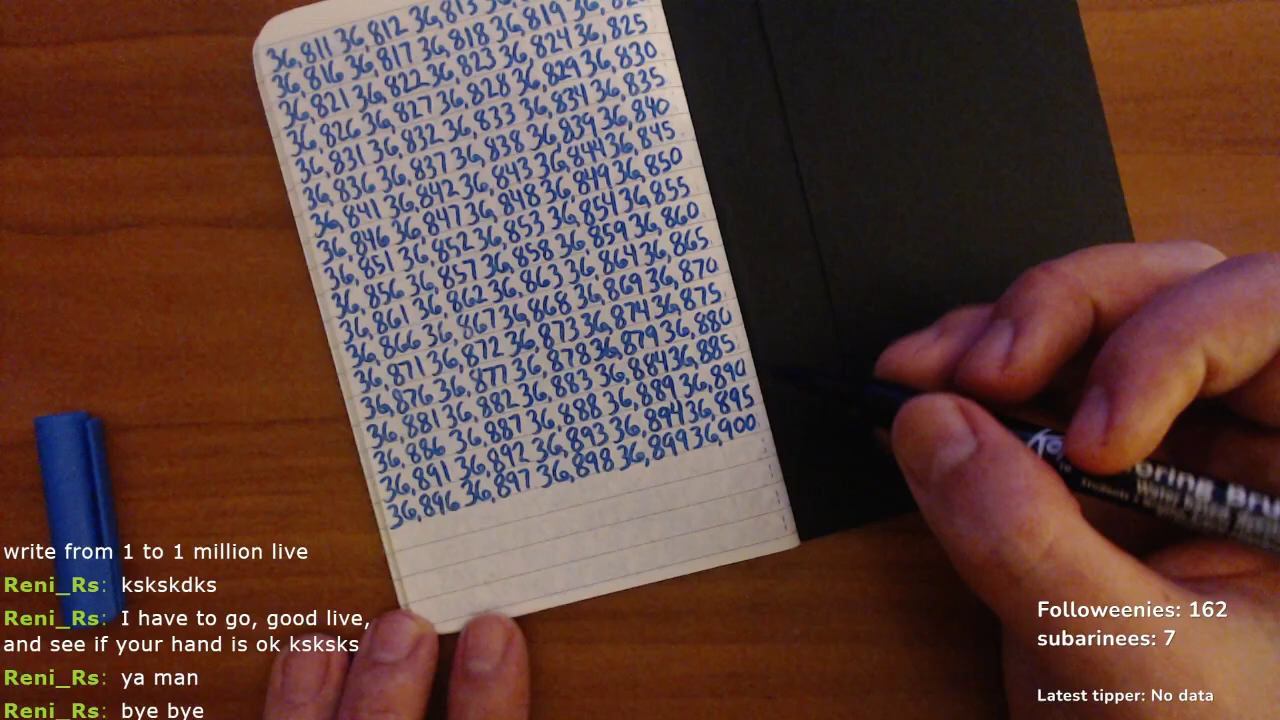 36,811 36,812 36,813
36,816 36,817 36,818 36,819 36,820
36,821 36,822 36,823 36,824 36,825
36,826 36,827 36,828 36,829 36,830
36,831 36,832 36,833 36,834 36,835
36,836 36,837 36,838 36,839 36,840
36,841 36,842 36,843 36,844 36,845
36,846 36,847 36,848 36,849 36,850
36,851 36,852 36,853 36,854 36,855
36,856 36,857 36,858 36,859 36,860
36,861 36,862 36,863 36,864 36,865
36,866 36,867 36,868 36,869 36,870
36,871 36,872 36,873 36,874 36,875
36,876 36,877 36,878 36,879 36,880
36,881 36,882 36,883 36,884 36,885
36,886 36,887 36,888 36,889 36,890
36,891 36,892 36,893 36,894 36,895
36,896 36,897 36,898 36,899 36,900
write from 1 to 1 million live
Reni_Rs: kskskdks
Reni_Rs: I have to go, good live,
and see if your hand is ok ksksks
Reni_Rs: ya man
Reni_Rs: bye bye
Followeenies: 162
subarinees: 7
Latest tipper: No data